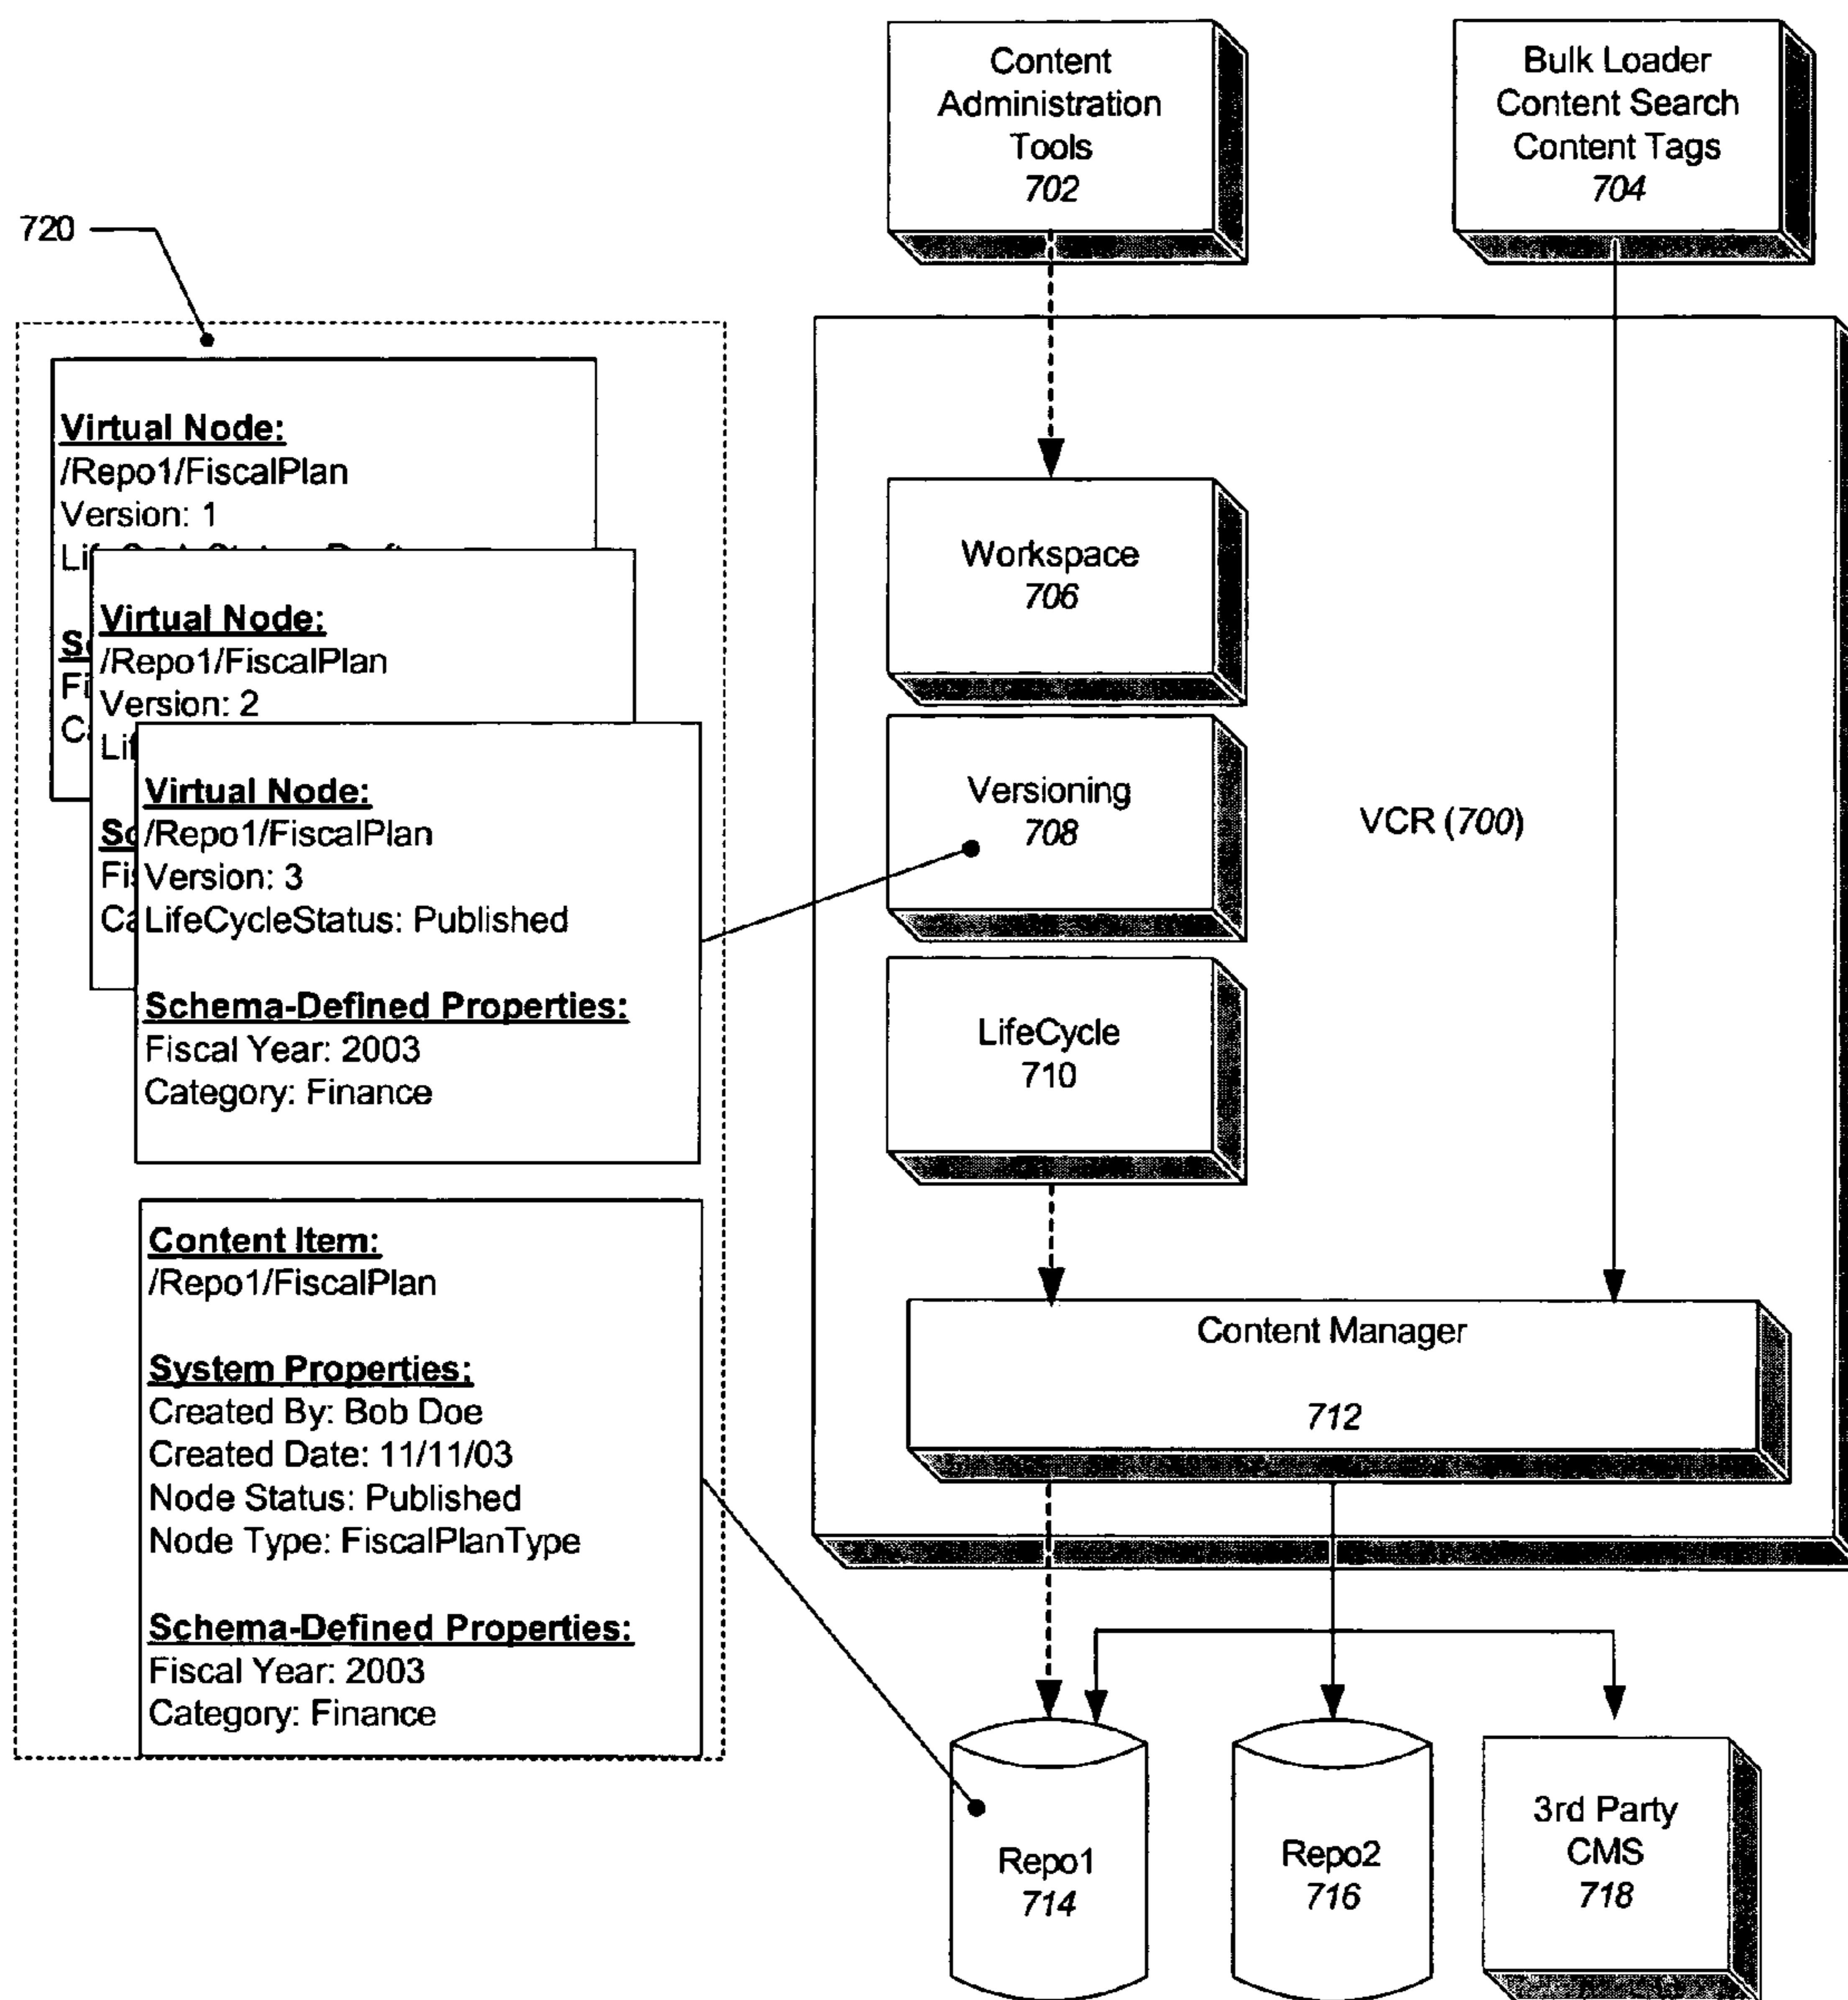 Content
Administration
Tools
702
Bulk Loader
Content Search
Content Tags
704
720
Virtual Node:
/Repo1/FiscalPlan
Version: 1
Virtual Node:
/Repo1/FiscalPlan
Version: 2
Virtual Node:
/Repo1/FiscalPlan
Version: 3
LifeCycleStatus: Published
Schema-Defined Properties:
Fiscal Year: 2003
Category: Finance
Content Item:
/Repo1/FiscalPlan
System Properties:
Created By: Bob Doe
Created Date: 11/11/03
Node Status: Published
Node Type: FiscalPlanType
Schema-Defined Properties:
Fiscal Year: 2003
Category: Finance
Workspace
706
Versioning
708
VCR (700)
LifeCycle
710
Content Manager
712
Repo1
714
Repo2
716
3rd Party
CMS
718